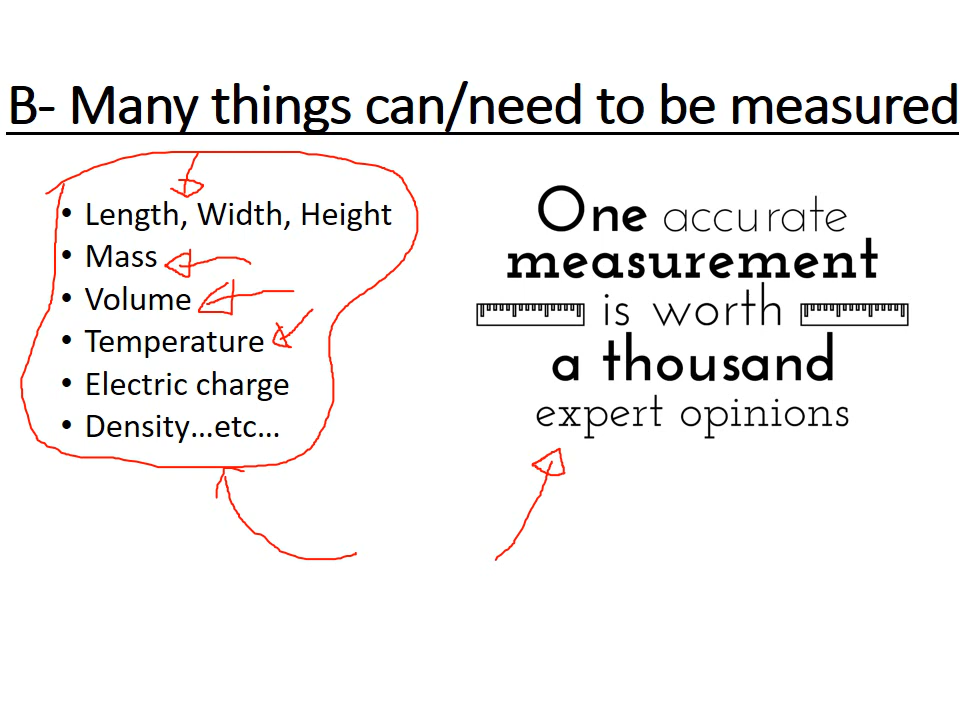 B- Many things can/need to be measured
• Length, Width, Height
• Mass
• Volume
• Temperature
• Electric charge
• Density…etc…
One accurate
measurement
is worth
a thousand
expert opinions